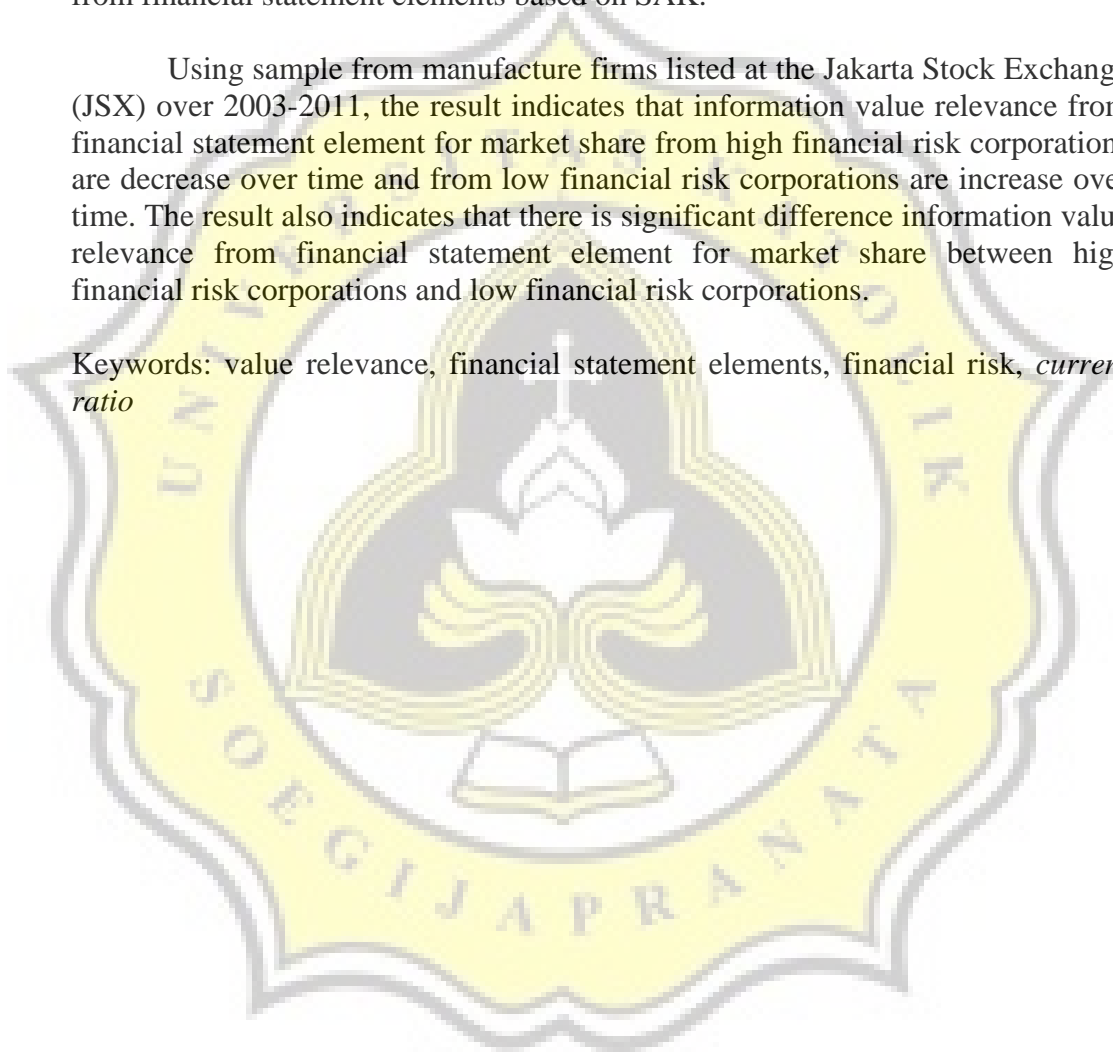 from financial statement elements based on SAK.
Using sample from manufacture firms listed at the Jakarta Stock Exchang
(JSX) over 2003-2011, the result indicates that information value relevance from
financial statement element for market share from high financial risk corporation
are decrease over time and from low financial risk corporations are increase ove
time. The result also indicates that there is significant difference information valu
relevance from financial statement element for market share between hig
financial risk corporations and low financial risk corporations.
Keywords: value relevance, financial statement elements, financial risk, curren
ratio
UNIVERSITAS KATOLIK
SOEGIJAPRANATA